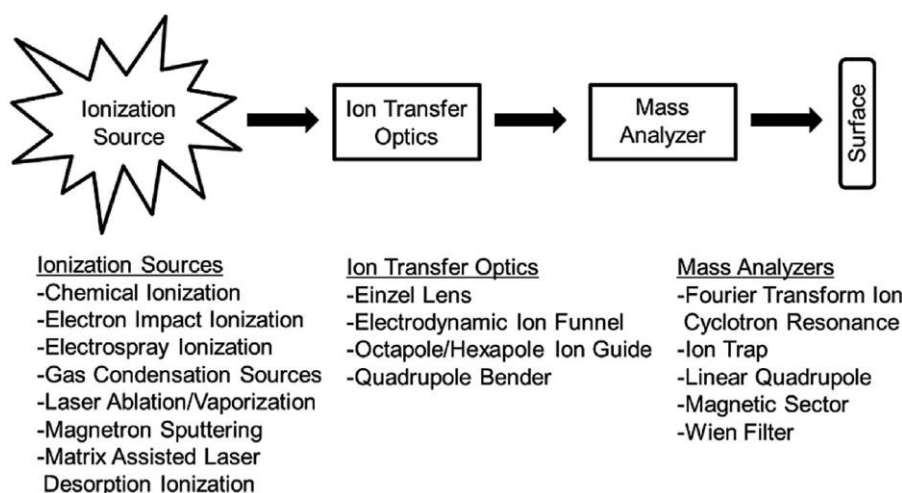 Ionization
Source
Ion Transfer
Optics
Mass
Analyzer
Surface
Ionization Sources
-Chemical Ionization
-Electron Impact Ionization
-Electrospray Ionization
-Gas Condensation Sources
-Laser Ablation/Vaporization
-Magnetron Sputtering
-Matrix Assisted Laser
Desorption Ionization
Ion Transfer Optics
-Einzel Lens
-Electrodynamic Ion Funnel
-Octapole/Hexapole Ion Guide
-Quadrupole Bender
Mass Analyzers
-Fourier Transform Ion
Cyclotron Resonance
-Ion Trap
-Linear Quadrupole
-Magnetic Sector
-Wien Filter